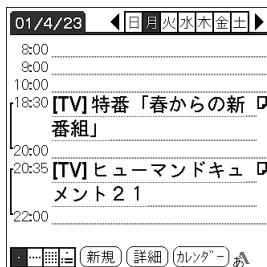 01/4/23 日 月 火 水 木 金 土
8:00
9:00
10:00
18:30 [TV] 特番「春からの新
番組」
20:00
20:35 [TV] ヒューマンドキュ
メント21
22:00
新規 詳細 カレンダー あ